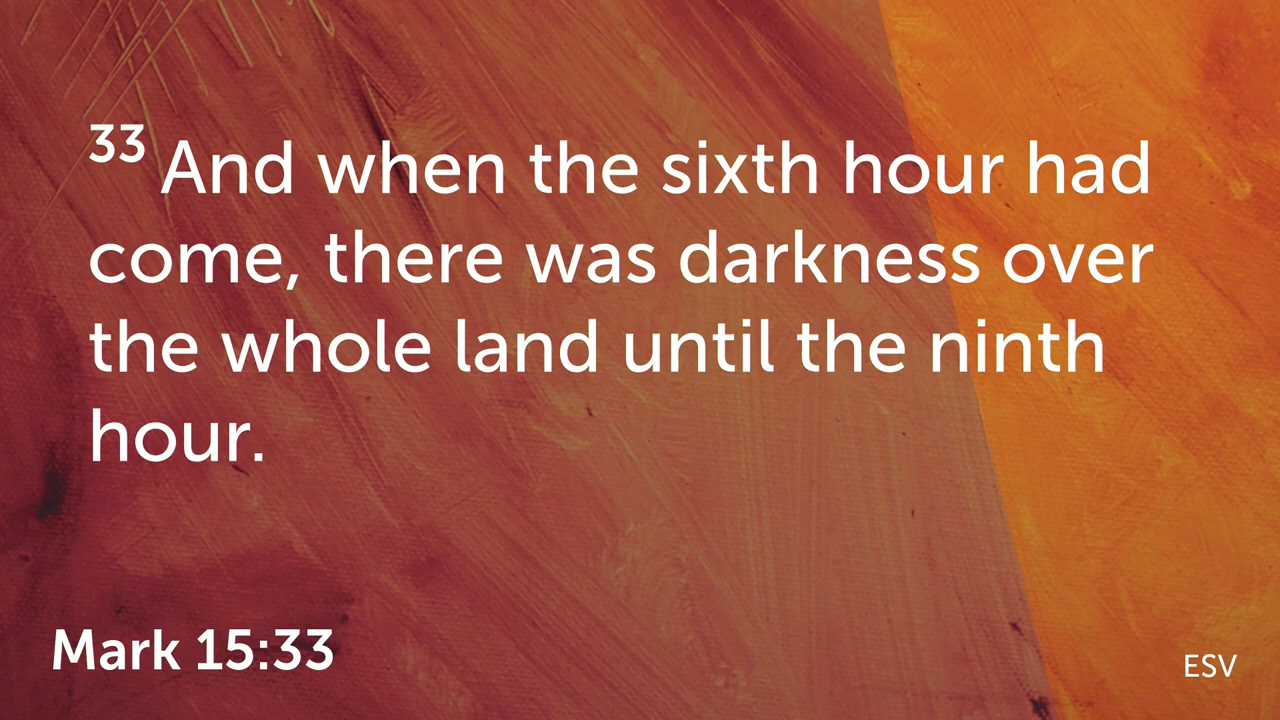 33 And when the sixth hour had
come, there was darkness over
the whole land until the ninth
hour.
Mark 15:33
ESV